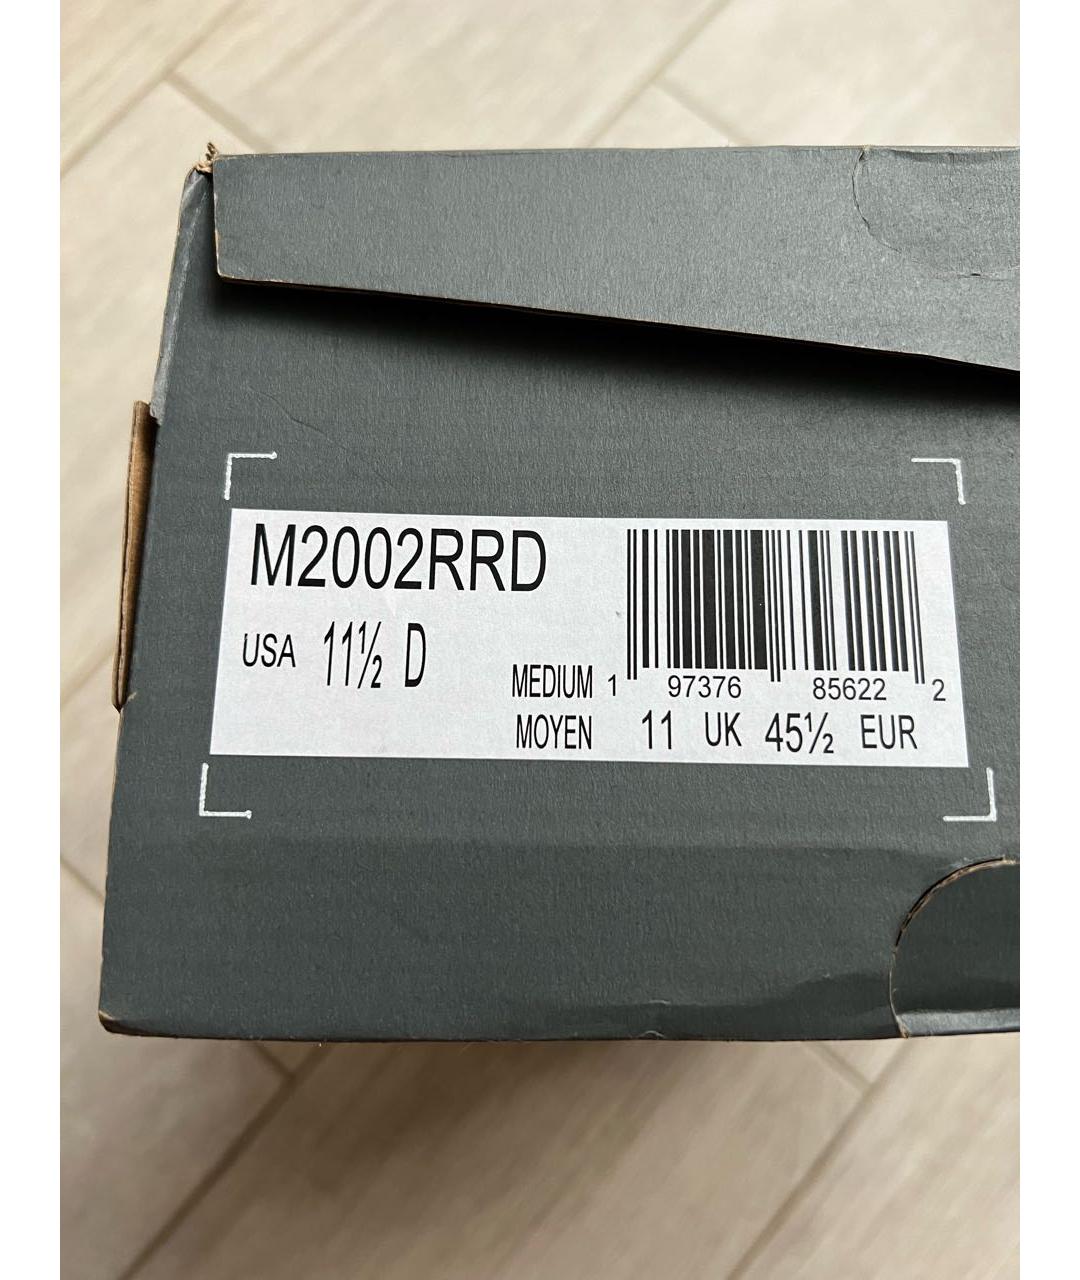 M2002RRD
USA 11½ D
MEDIUM 1 97376 85622 2
MOYEN 11 UK 45½ EUR